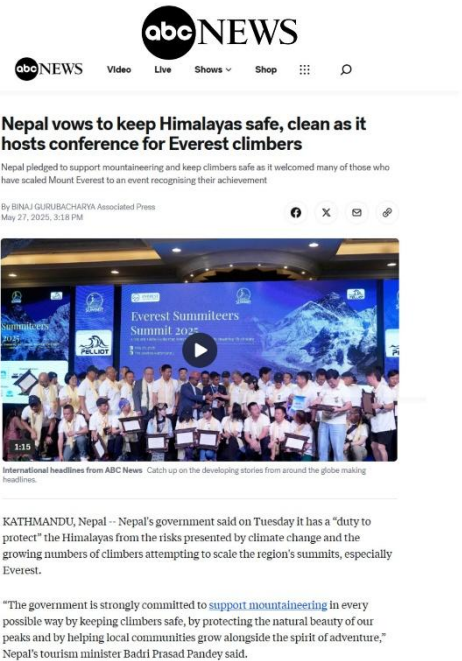 abc NEWS
abc NEWS Video Live Shows Shop
Nepal vows to keep Himalayas safe, clean as it
hosts conference for Everest climbers
Nepal pledged to support mountaineering and keep climbers safe as it welcomed many of those who
have scaled Mount Everest to an event recognising their achievement
By BINAJ GURUBACHARYA Associated Press
May 27, 2025, 3:18 PM
Everest Summiteers
Summit 2025
Summiteers
2025
PELLIOT
1:15
International headlines from ABC News Catch up on the developing stories from around the globe making
headlines.
KATHMANDU, Nepal -- Nepal's government said on Tuesday it has a “duty to
protect” the Himalayas from the risks presented by climate change and the
growing numbers of climbers attempting to scale the region's summits, especially
Everest.
“The government is strongly committed to support mountaineering in every
possible way by keeping climbers safe, by protecting the natural beauty of our
peaks and by helping local communities grow alongside the spirit of adventure,”
Nepal's tourism minister Badri Prasad Pandey said.